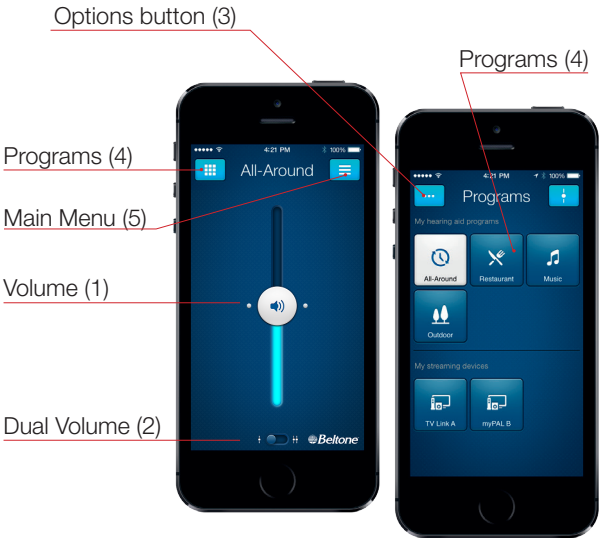 Options button (3)
Programs (4)
Programs (4)
Main Menu (5)
Volume (1)
Dual Volume (2)
4:21 PM
100%
All-Around
Beltone
4:21 PM
100%
Programs
My hearing aid programs
All-Around
Restaurant
Music
Outdoor
My streaming devices
TV Link A
myPAL B